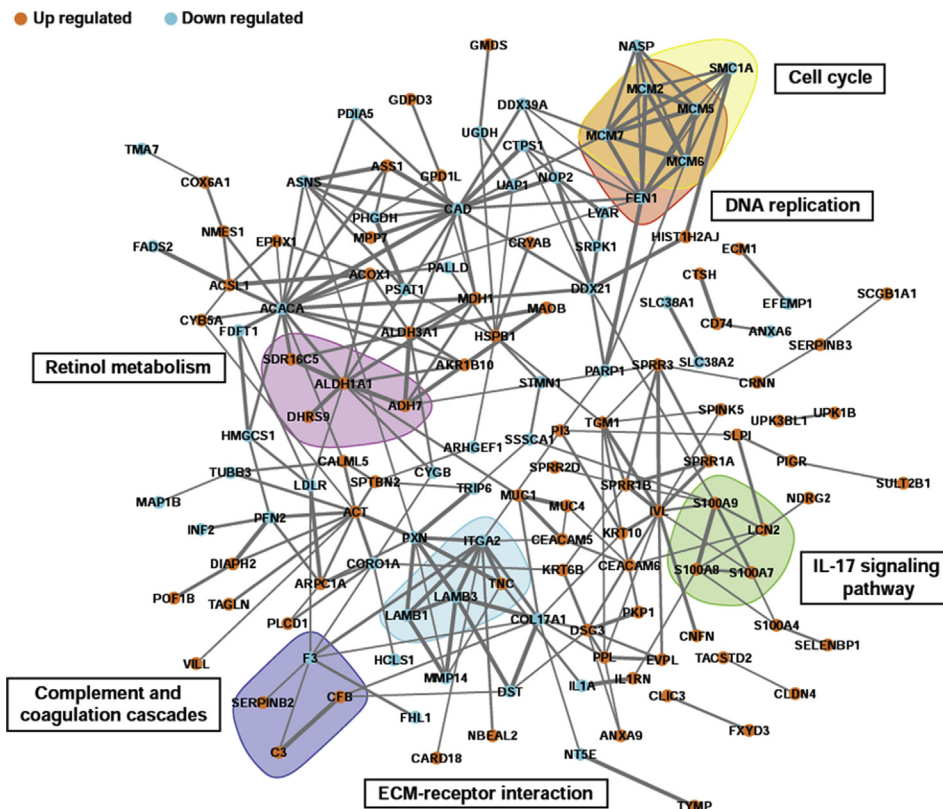 Up regulated Down regulated
GMDS
NASP
SMC1A
Cell cycle
MCM2
GDPD3
DDX39A
MCM5
PDIA5
UGDH
MCM7
TMA7
CTPS1
MCM6
ASS1
COX6A1
ASNS
GPD1L
UAP1
NOP2
FEN1
DNA replication
PHGDH
CAD
LYAR
NMES1
MPP7
HIST1H2AJ
FADS2
EPHX1
CRYAB
SRPK1
ECM1
PALLD
CTSH
ACSL1
ACOX1
PSAT1
DDX21
MDH1
SLC38A1
EFEMP1
SCGB1A1
ACACA
MAOB
CYB5A
CD74
ANXA6
FDFT1
ALDH3A1
HSPB1
SERPINB3
Retinol metabolism
SDR16C5
AKR1B10
PARP1
SPRR3
SLC38A2
ALDH1A1
STMN1
CRNN
ADH7
DHRS9
SPINK5
UPK3BL1
UPK1B
TGM1
HMGCS1
PI3
SLPI
ARHGEF1
SSSCA1
CALML5
SPRR1A
PIGR
TUBB3
CYGB
SPRR2D
LDLR
SPTBN2
SPRR1B
SULT2B1
MAP1B
TRIP6
MUC1
NDRG2
S100A9
MUC4
ACT
IVL
PFN2
INF2
LCN2
PXN
ITGA2
CEACAM5
KRT10
DIAPH2
CORO1A
CEACAM6
S100A8
S100A7
IL-17 signaling
pathway
KRT6B
ARPC1A
TNC
POF1B
LAMB3
TAGLN
PKP1
LAMB1
COL17A1
PLCD1
DSG3
S100A4
CNFN
SELENBP1
F3
HCLS1
PPL
EVPL
TACSTD2
VILL
MMP14
IL1A
IL1RN
Complement and
coagulation cascades
SERPINB2
CFB
DST
CLIC3
CLDN4
FHL1
NBEAL2
ANXA9
FXYD3
C3
CARD18
NT5E
ECM-receptor interaction
TYMP